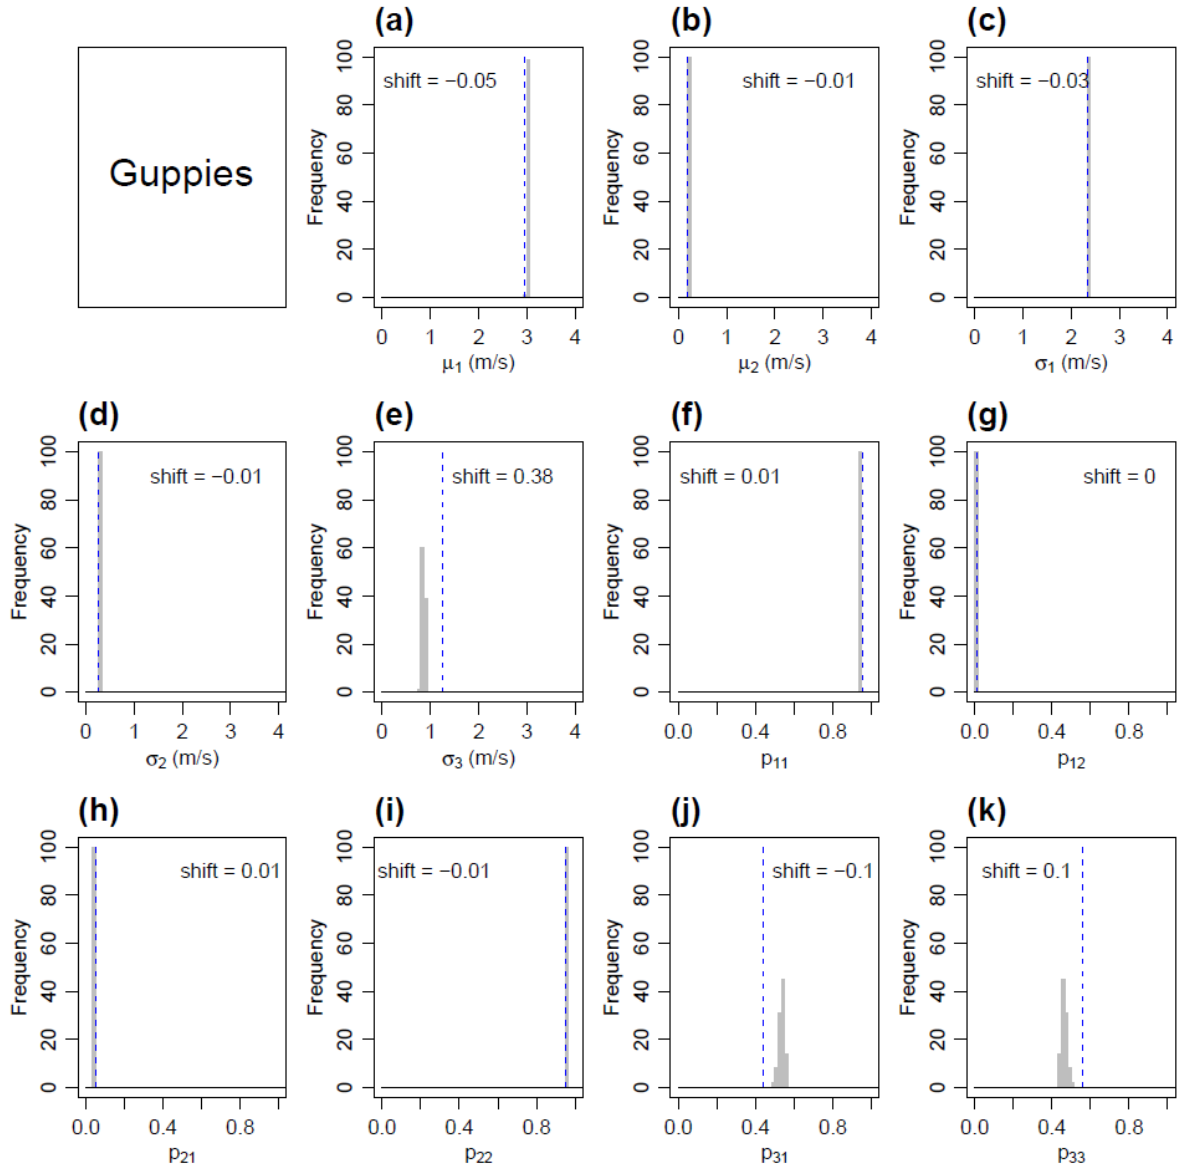 Guppies
(a)
shift = −0.05
Frequency
0 20 40 60 80 100
0 1 2 3 4
μ1 (m/s)
(b)
shift = −0.01
Frequency
0 20 40 60 80 100
0 1 2 3 4
μ2 (m/s)
(c)
shift = −0.03
Frequency
0 20 40 60 80 100
0 1 2 3 4
σ1 (m/s)
(d)
shift = −0.01
Frequency
0 20 40 60 80 100
0 1 2 3 4
σ2 (m/s)
(e)
shift = 0.38
Frequency
0 20 40 60 80 100
0 1 2 3 4
σ3 (m/s)
(f)
shift = 0.01
Frequency
0 20 40 60 80 100
0.0 0.4 0.8
p11
(g)
shift = 0
Frequency
0 20 40 60 80 100
0.0 0.4 0.8
p12
(h)
shift = 0.01
Frequency
0 20 40 60 80 100
0.0 0.4 0.8
p21
(i)
shift = −0.01
Frequency
0 20 40 60 80 100
0.0 0.4 0.8
p22
(j)
shift = −0.1
Frequency
0 20 40 60 80 100
0.0 0.4 0.8
p31
(k)
shift = 0.1
Frequency
0 20 40 60 80 100
0.0 0.4 0.8
p33